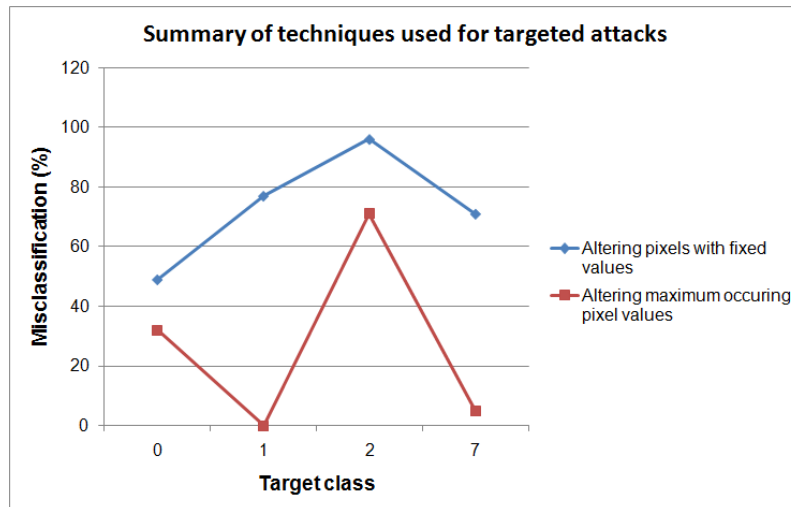 Summary of techniques used for targeted attacks
120
100
80
60
40
20
0
Misclassification (%)
0 1 2 7
Target class
Altering pixels with fixed
values
Altering maximum occuring
pixel values